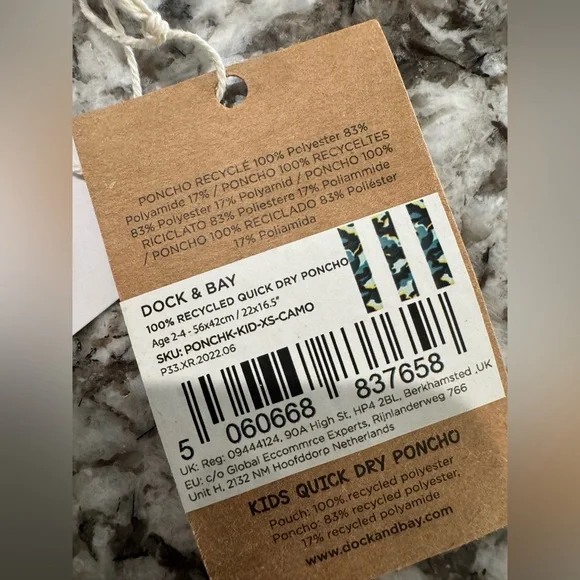 PONCHO RECYCLÉ 100% Polyester 83%
Polyamide 17% / PONCHO 100% RECYCELTES
83% Polyester 17% Polyamid / PONCHO 100%
RICICLATO 83% Poliestere 17% Poliammide
/ PONCHO 100% RECICLADO 83% Poliéster
17% Poliamida
DOCK & BAY
100% RECYCLED QUICK DRY PONCHO
Age 2-4 - 56x42cm / 22x16.5"
SKU: PONCHK-KID-XS-CAMO
P33.XR.2022.06
5 060668 837658
UK: Reg: 09444124, 90A High St, HP4 2BL, Berkhamsted ,UK
EU: c/o Global Ecommrce Experts, Rijnlanderweg 766
Unit H, 2132 NM Hoofddorp Netherlands
KIDS QUICK DRY PONCHO
Pouch: 100% recycled polyester
Poncho: 83% recycled polyester,
17% recycled polyamide
www.dockandbay.com